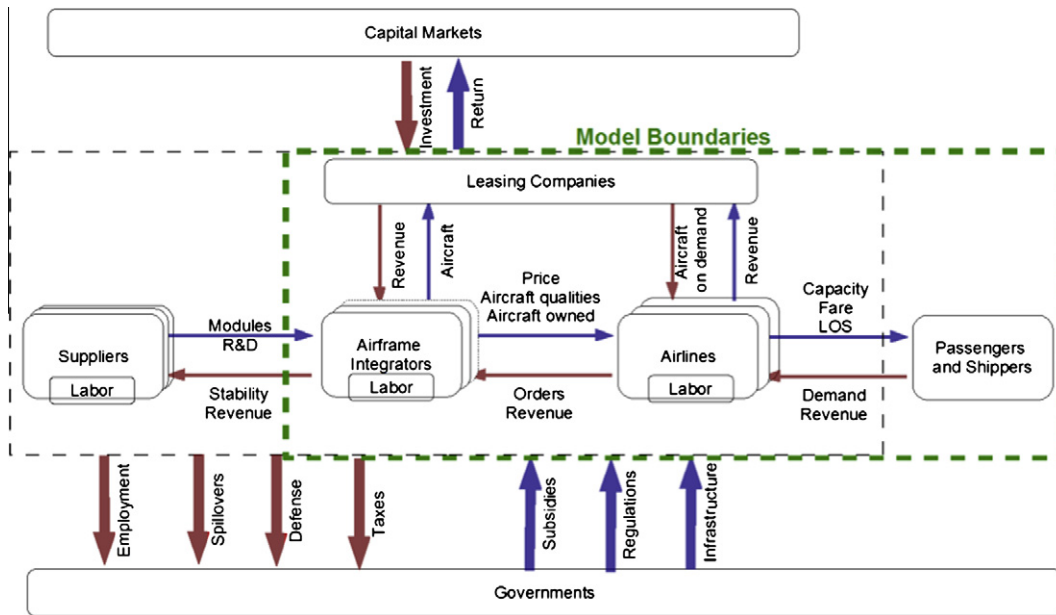 Capital Markets
Investment
Return
Model Boundaries
Leasing Companies
Revenue
Aircraft
Aircraft
on demand
Revenue
Price
Aircraft qualities
Aircraft owned
Capacity
Fare
LOS
Modules
R&D
Suppliers
Labor
Airframe
Integrators
Labor
Airlines
Labor
Passengers
and Shippers
Stability
Revenue
Orders
Revenue
Demand
Revenue
Employment
Spillovers
Defense
Taxes
Subsidies
Regulations
Infrastructure
Governments